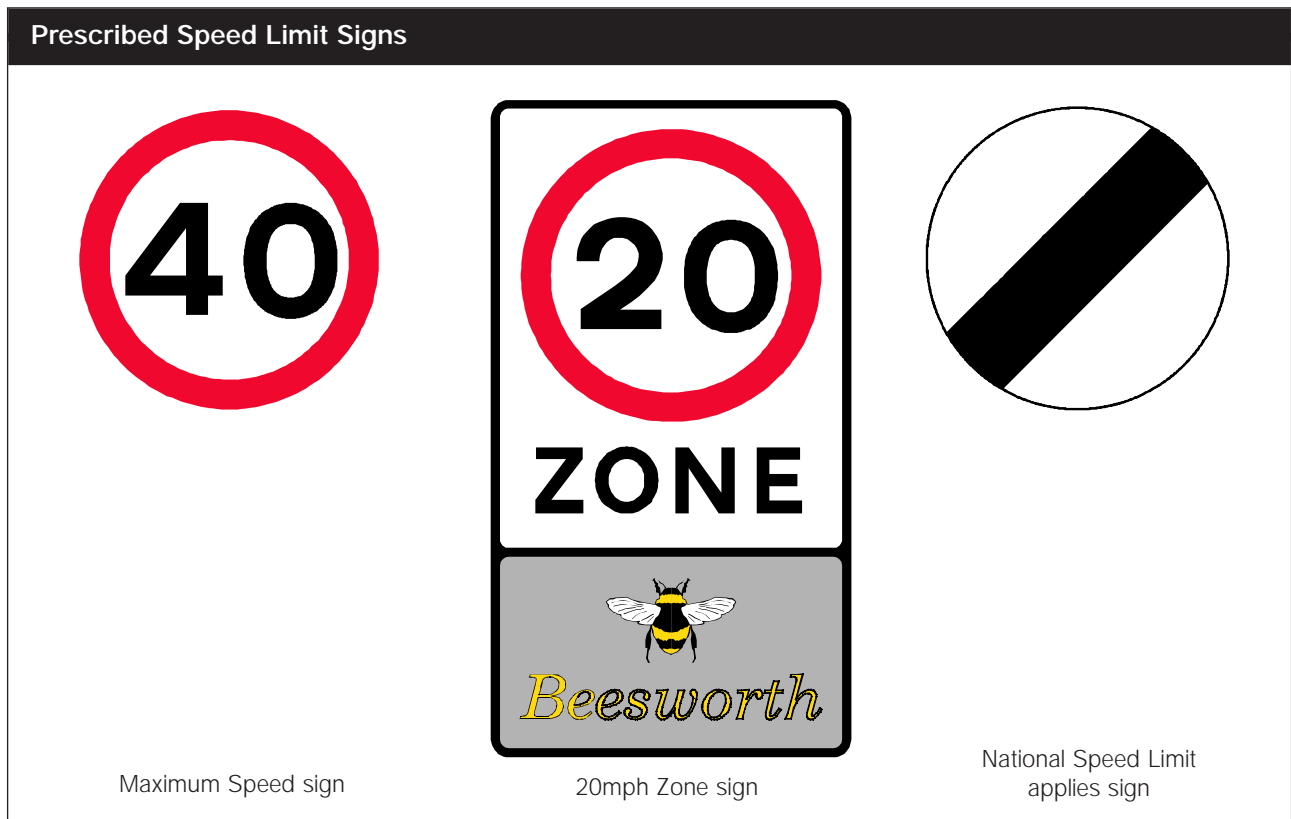 Prescribed Speed Limit Signs
40
20
ZONE
Beesworth
Maximum Speed sign
20mph Zone sign
National Speed Limit
applies sign